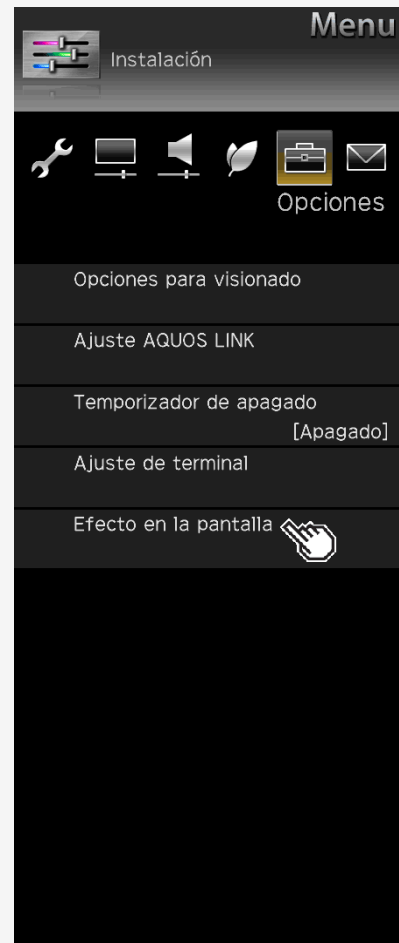 Menu
Instalación
Opciones
Opciones para visionado
Ajuste AQUOS LINK
Temporizador de apagado
[Apagado]
Ajuste de terminal
Efecto en la pantalla